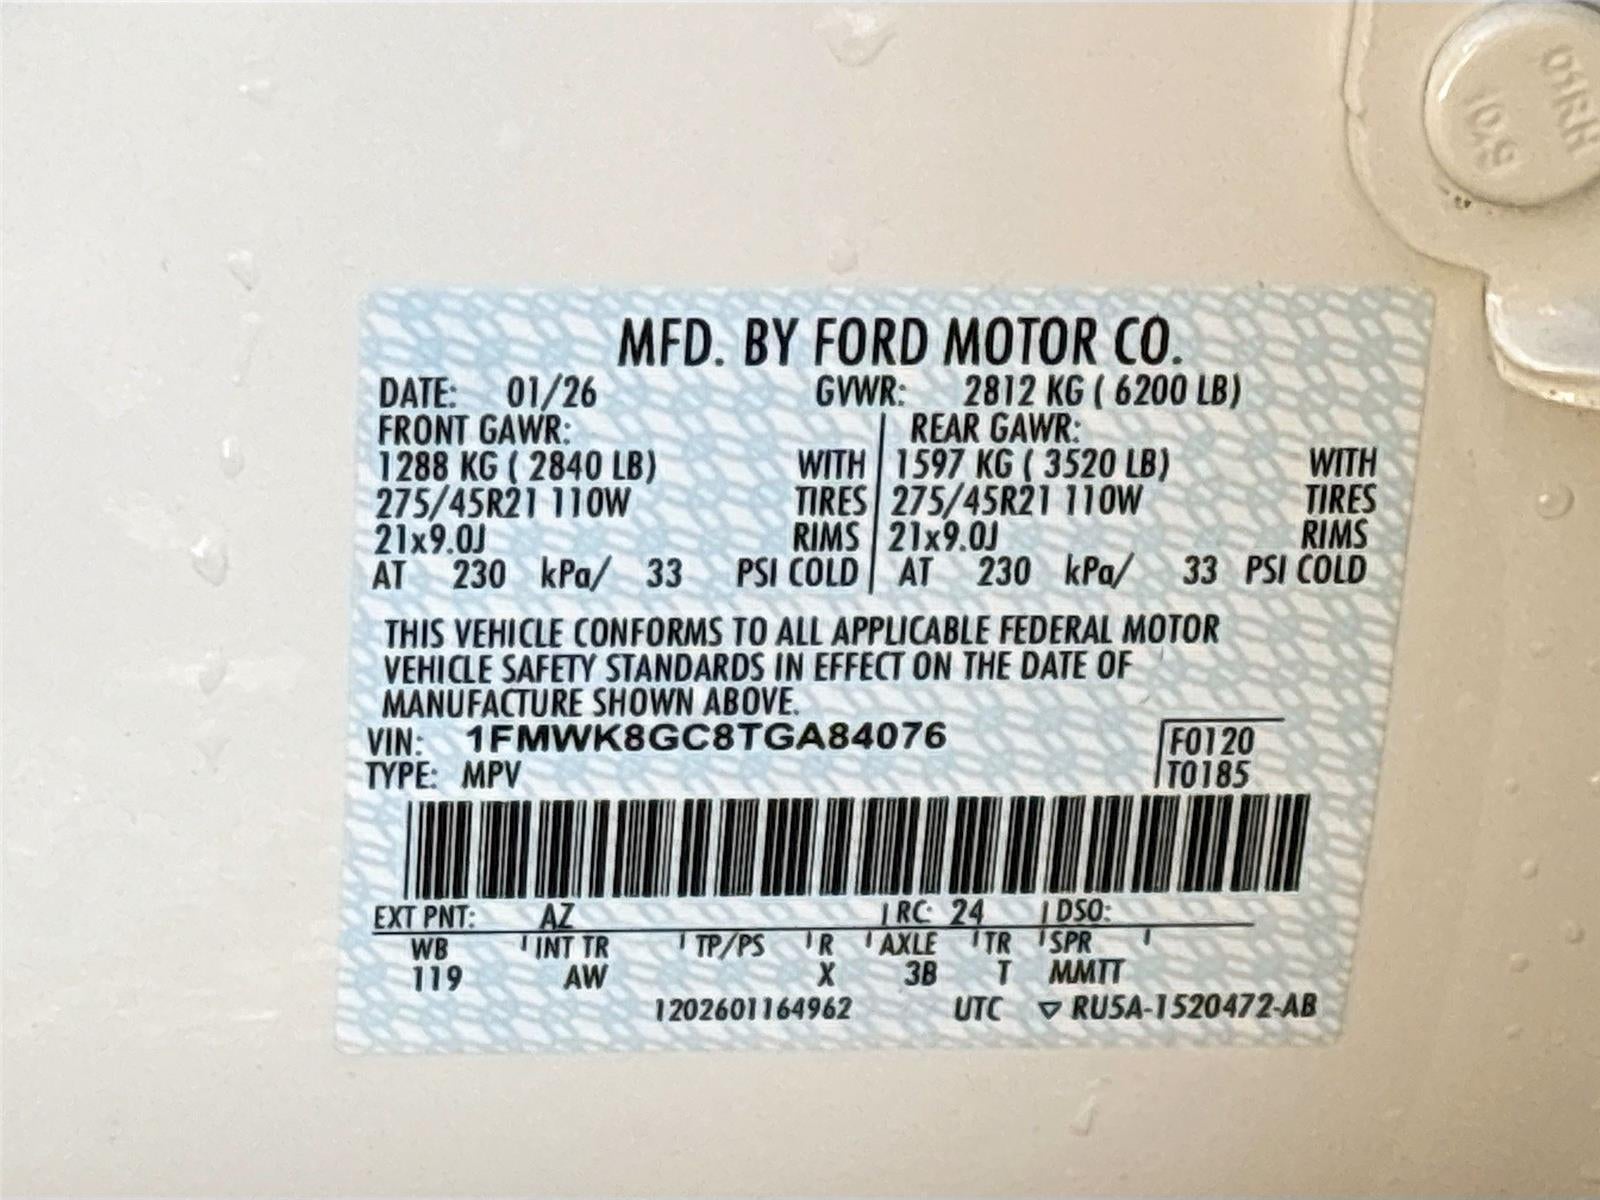 01RH
10.9
MFD. BY FORD MOTOR CO.
DATE: 01/26 GVWR: 2812 KG ( 6200 LB)
FRONT GAWR: REAR GAWR:
1288 KG ( 2840 LB) WITH 1597 KG ( 3520 LB) WITH
275/45R21 110W TIRES 275/45R21 110W TIRES
21x9.0J RIMS 21x9.0J RIMS
AT 230 kPa/ 33 PSI COLD AT 230 kPa/ 33 PSI COLD
THIS VEHICLE CONFORMS TO ALL APPLICABLE FEDERAL MOTOR
VEHICLE SAFETY STANDARDS IN EFFECT ON THE DATE OF
MANUFACTURE SHOWN ABOVE.
VIN: 1FMWK8GC8TGA84076 F0120
TYPE: MPV T0185
EXT PNT: AZ RC: 24 DSO:
WB INT TR TP/PS R AXLE TR SPR
119 AW X 3B T MMTT
1202601164962 UTC ▽ RU5A-1520472-AB